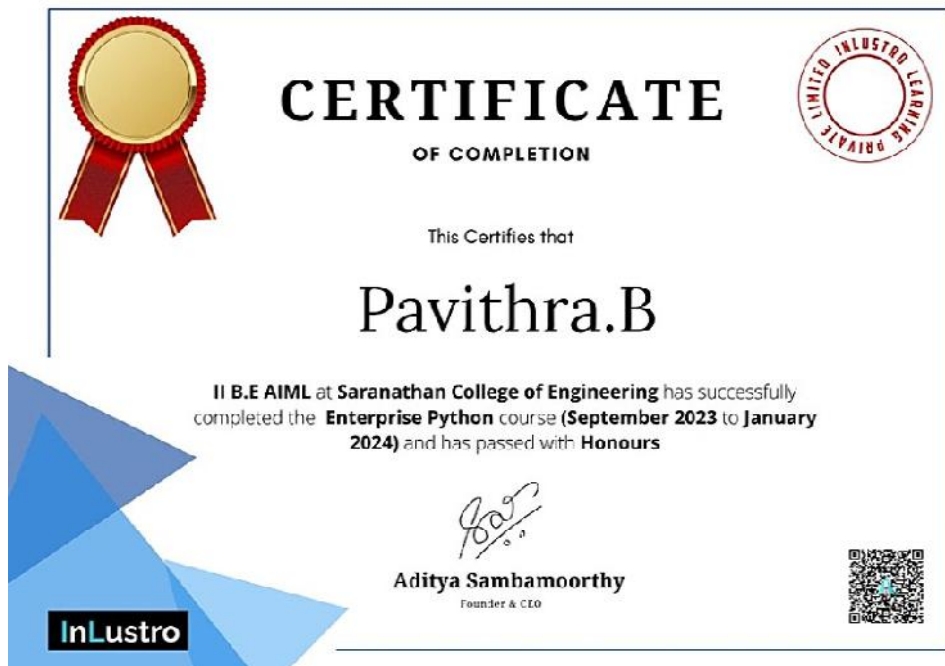 CERTIFICATE
OF COMPLETION
INLUSTRO LEARNING PRIVATE LIMITED
This Certifies that
Pavithra.B
II B.E AIML at Saranathan College of Engineering has successfully
completed the Enterprise Python course (September 2023 to January
2024) and has passed with Honours
Aditya Sambamoorthy
Founder & CEO
InLustro